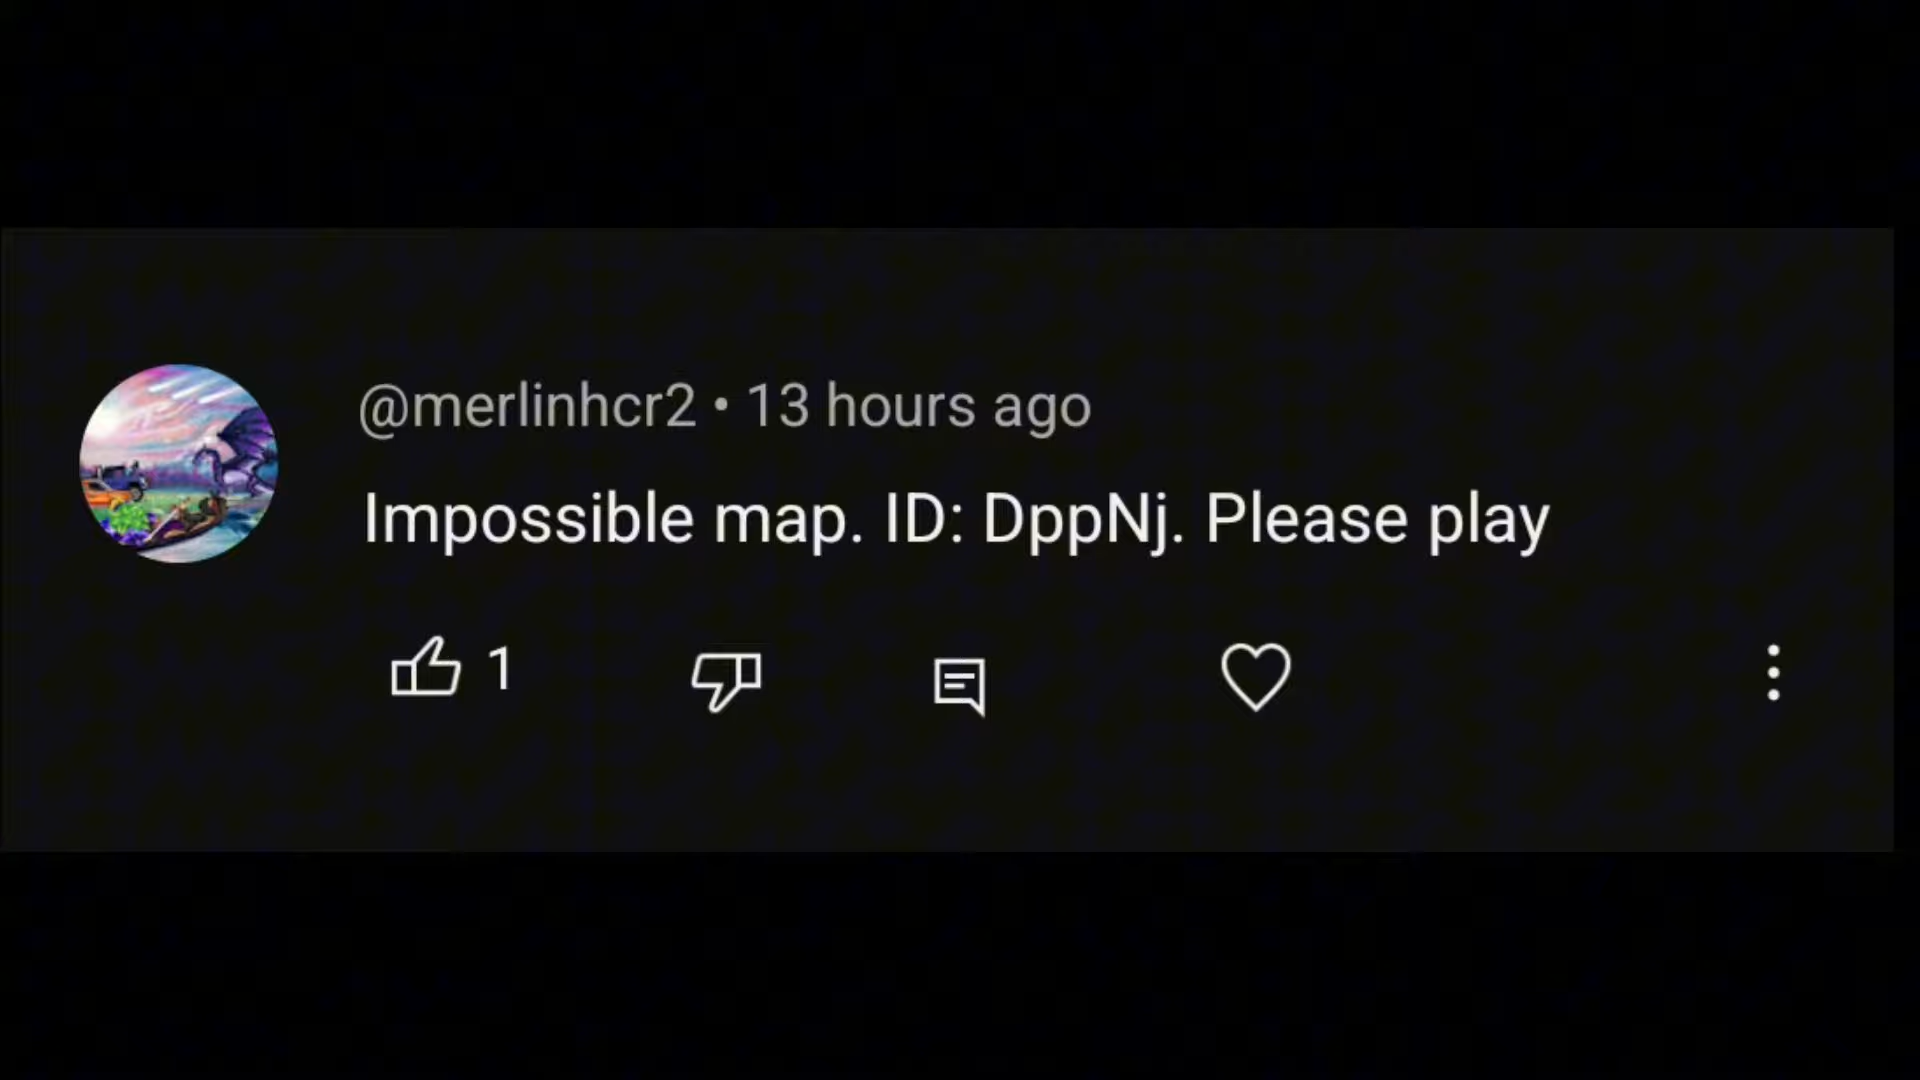 @merlinhcr2 • 13 hours ago
Impossible map. ID: DppNj. Please play
1